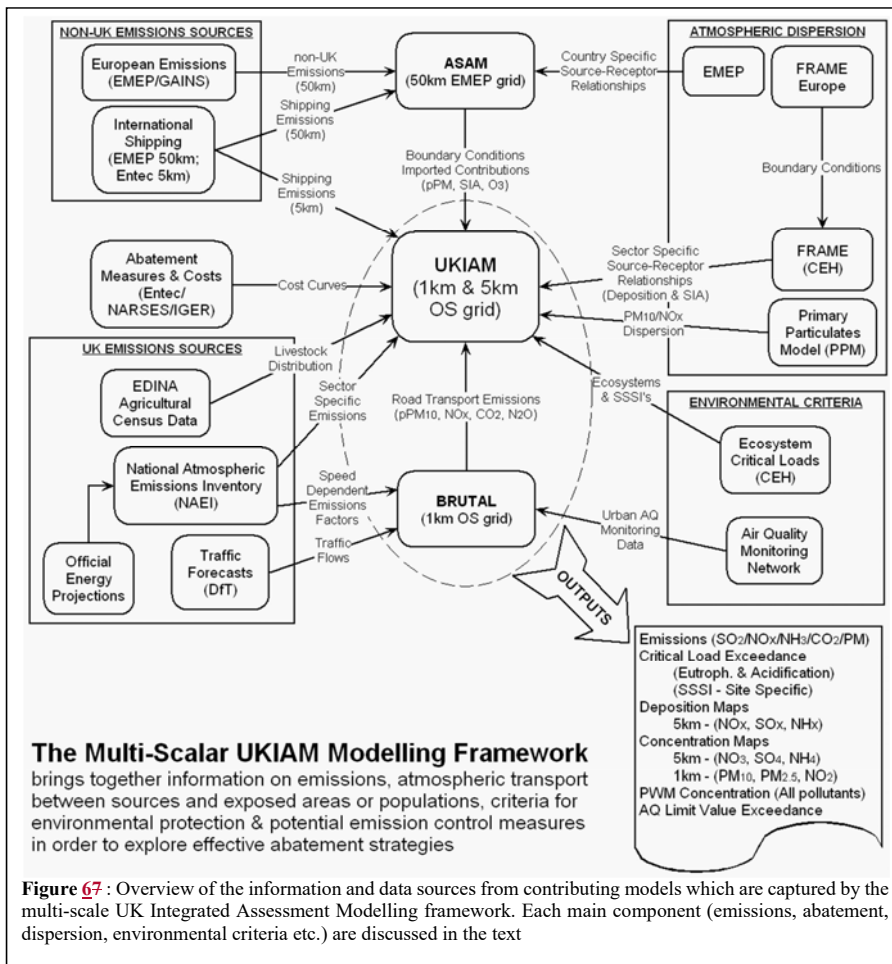 NON-UK EMISSIONS SOURCES
European Emissions
(EMEP/GAINS)
International
Shipping
(EMEP 50km;
Entec 5km)
non-UK
Emissions
(50km)
Shipping
Emissions
(50km)
Shipping
Emissions
(5km)
ASAM
(50km EMEP grid)
Country Specific
Source-Receptor
Relationships
ATMOSPHERIC DISPERSION
EMEP
FRAME
Europe
Boundary Conditions
FRAME
(CEH)
Primary
Particulates
Model (PPM)
Boundary Conditions
Imported Contributions
(pPM, SIA, O3)
UKIAM
(1km & 5km
OS grid)
Sector Specific
Source-Receptor
Relationships
(Deposition & SIA)
PM10/NOx
Dispersion
Abatement
Measures & Costs
(Entec/
NARSES/IGER)
Cost Curves
UK EMISSIONS SOURCES
EDINA
Agricultural
Census Data
National Atmospheric
Emissions Inventory
(NAEI)
Official
Energy
Projections
Traffic
Forecasts
(DfT)
Livestock
Distribution
Sector
Specific
Emissions
Speed
Dependent
Emissions
Factors
Traffic
Flows
Road Transport Emissions
(pPM10, NOx, CO2, N2O)
BRUTAL
(1km OS grid)
Ecosystems
& SSSI's
Urban AQ
Monitoring
Data
ENVIRONMENTAL CRITERIA
Ecosystem
Critical Loads
(CEH)
Air Quality
Monitoring
Network
OUTPUTS
Emissions (SO2/NOx/NH3/CO2/PM)
Critical Load Exceedance
(Eutroph. & Acidification)
(SSSI - Site Specific)
Deposition Maps
5km - (NOx, SOx, NHx)
Concentration Maps
5km - (NO3, SO4, NH4)
1km - (PM10, PM2.5, NO2)
PWM Concentration (All pollutants)
AQ Limit Value Exceedance
The Multi-Scalar UKIAM Modelling Framework
brings together information on emissions, atmospheric transport
between sources and exposed areas or populations, criteria for
environmental protection & potential emission control measures
in order to explore effective abatement strategies
Figure 67 : Overview of the information and data sources from contributing models which are captured by the
multi-scale UK Integrated Assessment Modelling framework. Each main component (emissions, abatement,
dispersion, environmental criteria etc.) are discussed in the text